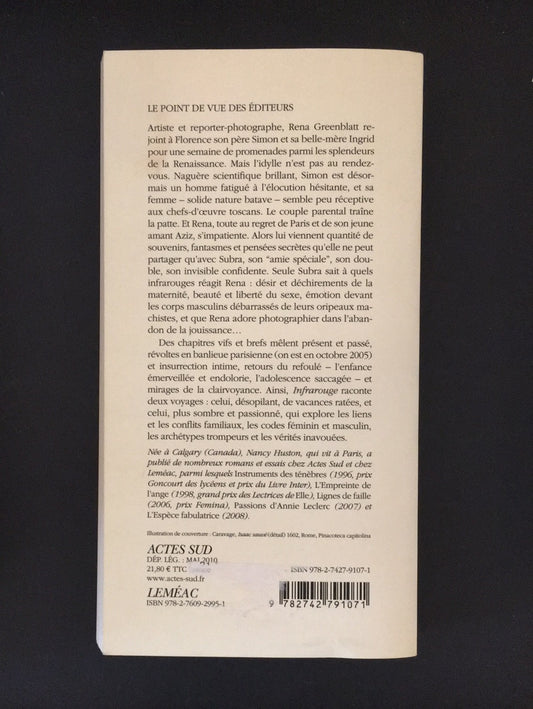 LE POINT DE VUE DES ÉDITEURS
Artiste et reporter-photographe, Rena Greenblatt re-
joint à Florence son père Simon et sa belle-mère Ingrid
pour une semaine de promenades parmi les splendeurs
de la Renaissance. Mais l'idylle n'est pas au rendez-
vous. Naguère scientifique brillant, Simon est désor-
mais un homme fatigué à l'élocution hésitante, et sa
femme – solide nature batave – semble peu réceptive
aux chefs-d'œuvre toscans. Le couple parental traîne
la patte. Et Rena, toute au regret de Paris et de son jeune
amant Aziz, s'impatiente. Alors lui viennent quantité de
souvenirs, fantasmes et pensées secrètes qu'elle ne peut
partager qu'avec Subra, son "amie spéciale", son dou-
ble, son invisible confidente. Seule Subra sait à quels
infrarouges réagit Rena : désir et déchirements de la
maternité, beauté et liberté du sexe, émotion devant
les corps masculins débarrassés de leurs oripeaux ma-
chistes, et que Rena adore photographier dans l'aban-
don de la jouissance...
Des chapitres vifs et brefs mêlent présent et passé,
révoltes en banlieue parisienne (on est en octobre 2005)
et insurrection intime, retours du refoulé – l'enfance
émerveillée et endolorie, l'adolescence saccagée – et
mirages de la clairvoyance. Ainsi, Infrarouge raconte
deux voyages : celui, désopilant, de vacances ratées, et
celui, plus sombre et passionné, qui explore les liens
et les conflits familiaux, les codes féminin et masculin,
les archétypes trompeurs et les vérités inavouées.
Née à Calgary (Canada), Nancy Huston, qui vit à Paris, a
publié de nombreux romans et essais chez Actes Sud et chez
Leméac, parmi lesquels Instruments des ténèbres (1996, prix
Goncourt des lycéens et prix du Livre Inter), L'Empreinte de
l'ange (1998, grand prix des Lectrices de Elle), Lignes de faille
(2006, prix Femina), Passions d'Annie Leclerc (2007) et
L'Espèce fabulatrice (2008).
Illustration de couverture : Caravage, Isaac sauvé (détail) 1602, Rome, Pinacoteca capitolina
ACTES SUD
DÉP. LÉG. : MAI 2010
21,80 € TTC
ISBN 978-2-7427-9107-1
www.actes-sud.fr
LEMÉAC
ISBN 978-2-7609-2995-1
9 782742 791071